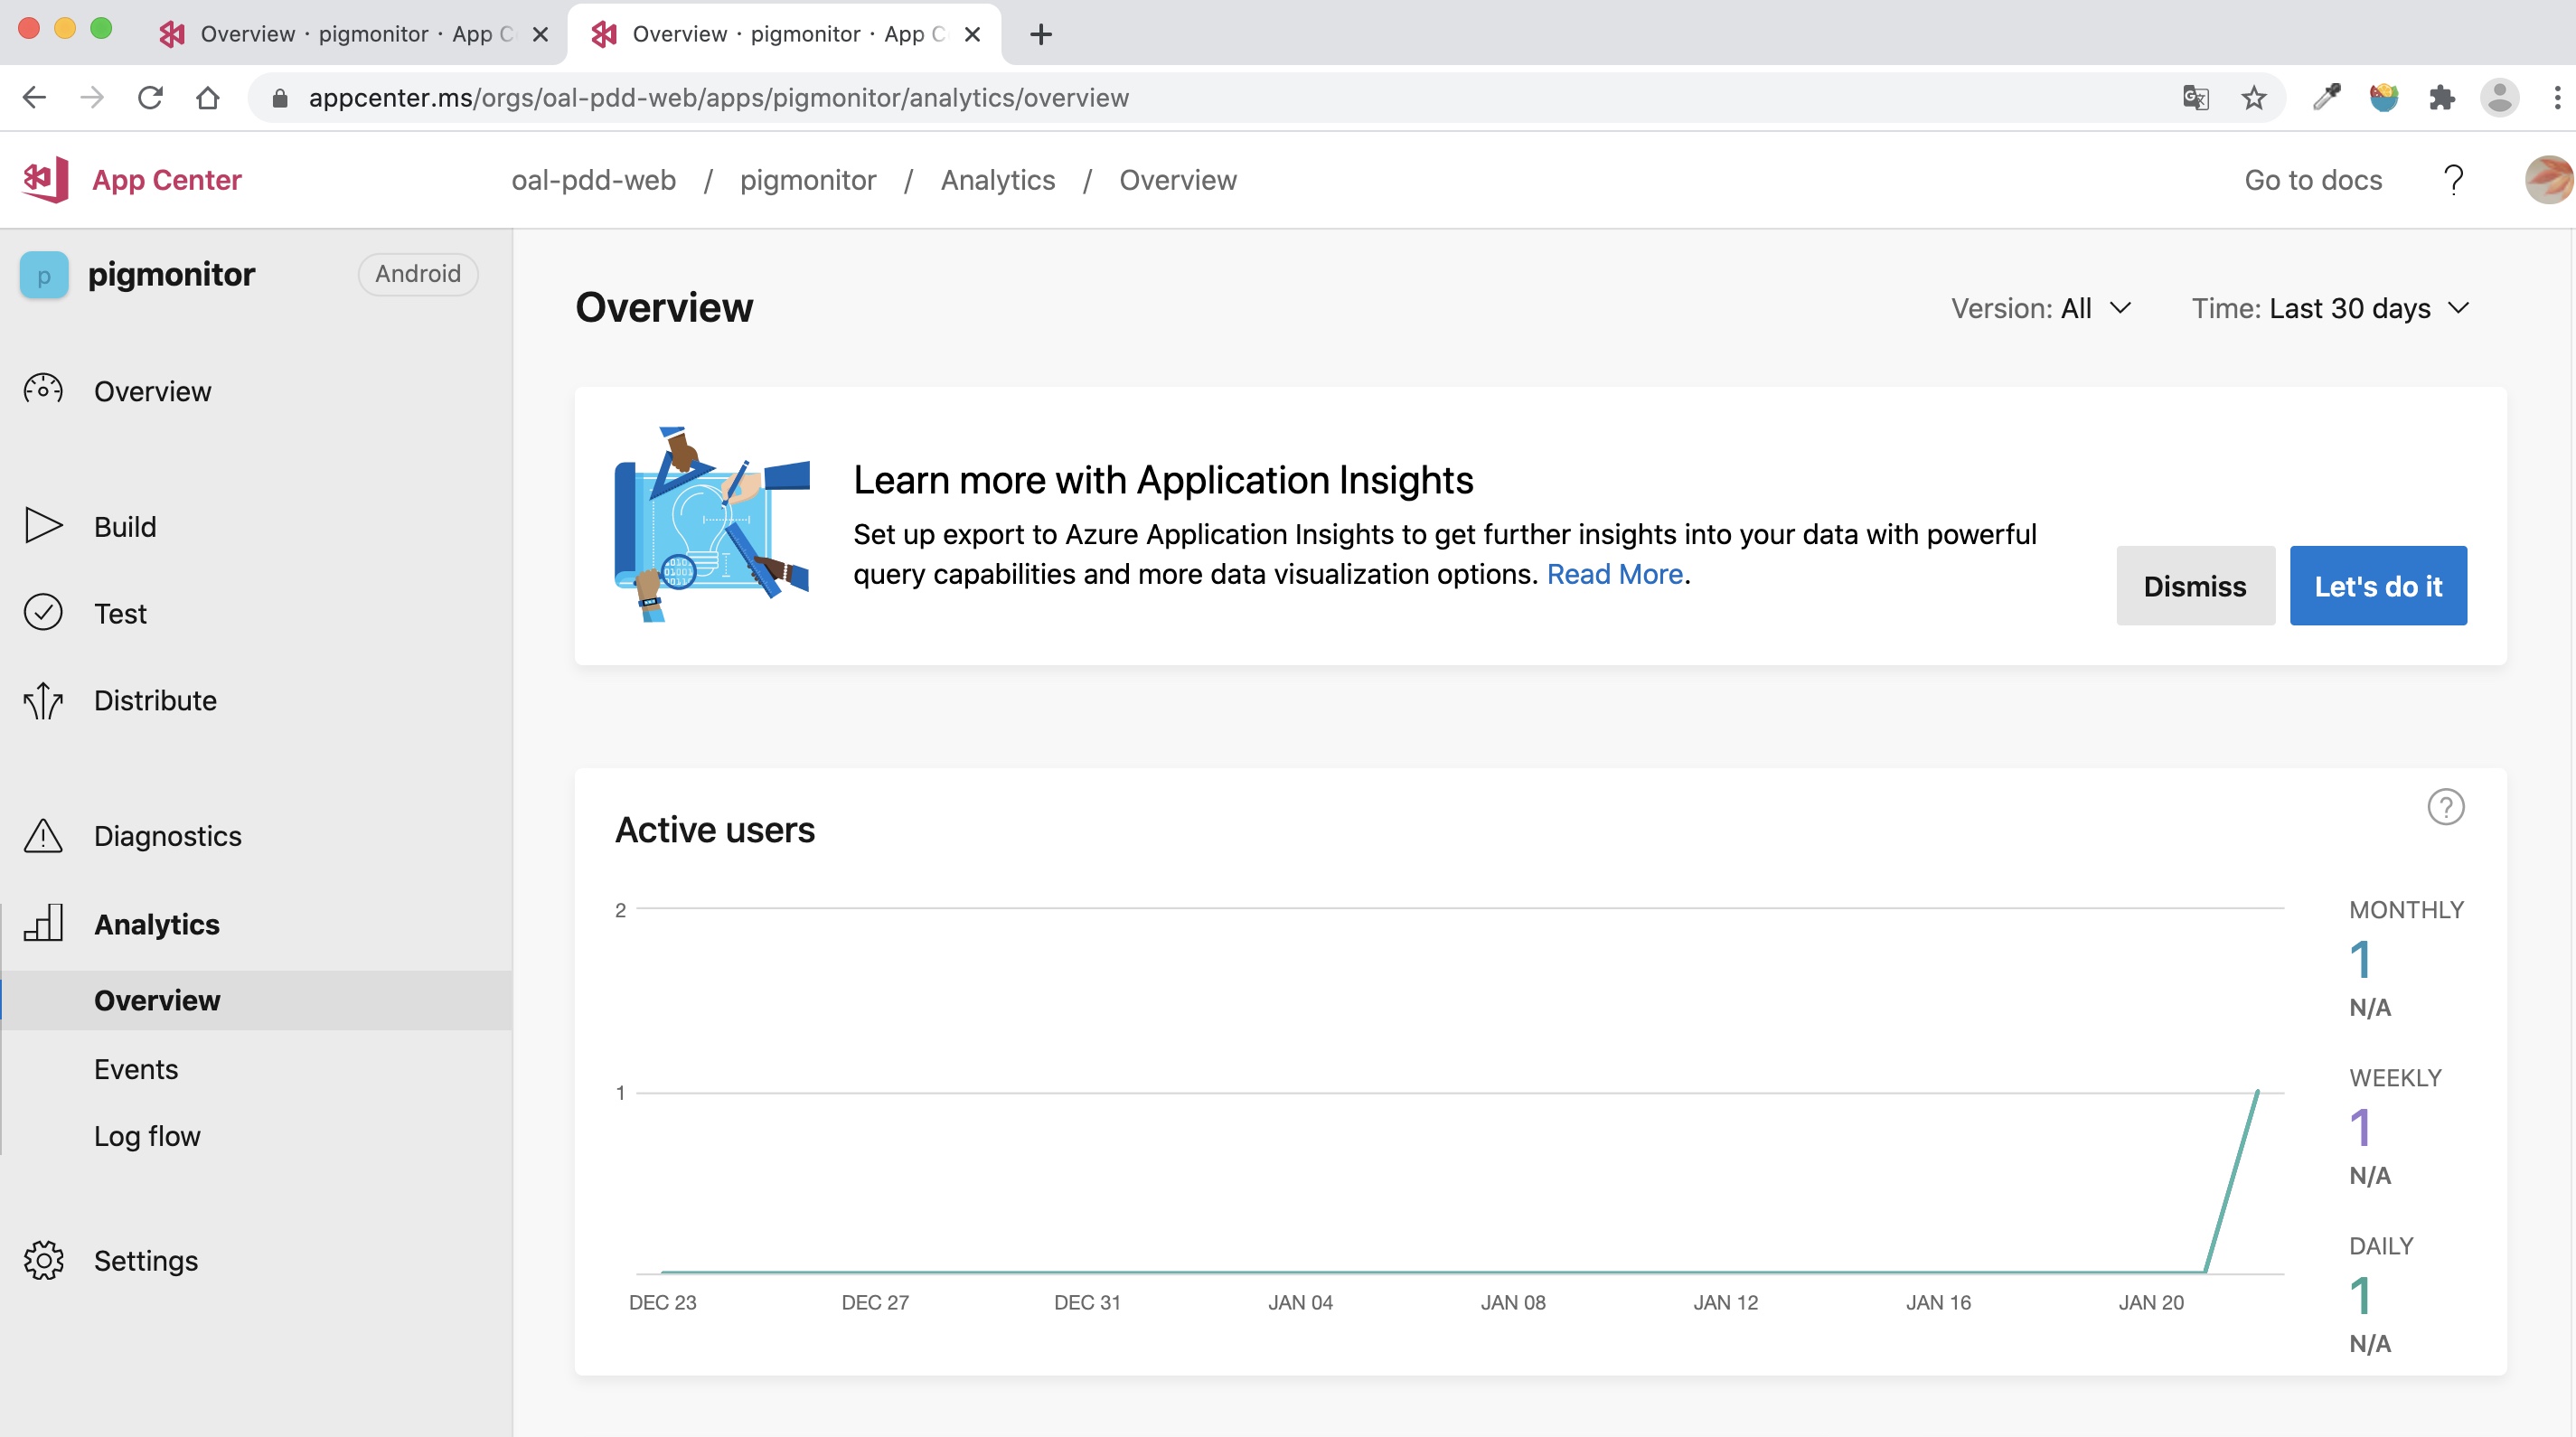 Overview · pigmonitor · App C
Overview · pigmonitor · App C
appcenter.ms/orgs/oal-pdd-web/apps/pigmonitor/analytics/overview
App Center
oal-pdd-web / pigmonitor / Analytics / Overview
Go to docs
?
p
pigmonitor
Android
Overview
Build
Test
Distribute
Diagnostics
Analytics
Overview
Events
Log flow
Settings
Overview
Version: All
Time: Last 30 days
Learn more with Application Insights
Set up export to Azure Application Insights to get further insights into your data with powerful
query capabilities and more data visualization options. Read More.
Dismiss
Let's do it
Active users
?
2
1
DEC 23 DEC 27 DEC 31 JAN 04 JAN 08 JAN 12 JAN 16 JAN 20
MONTHLY
1
N/A
WEEKLY
1
N/A
DAILY
1
N/A